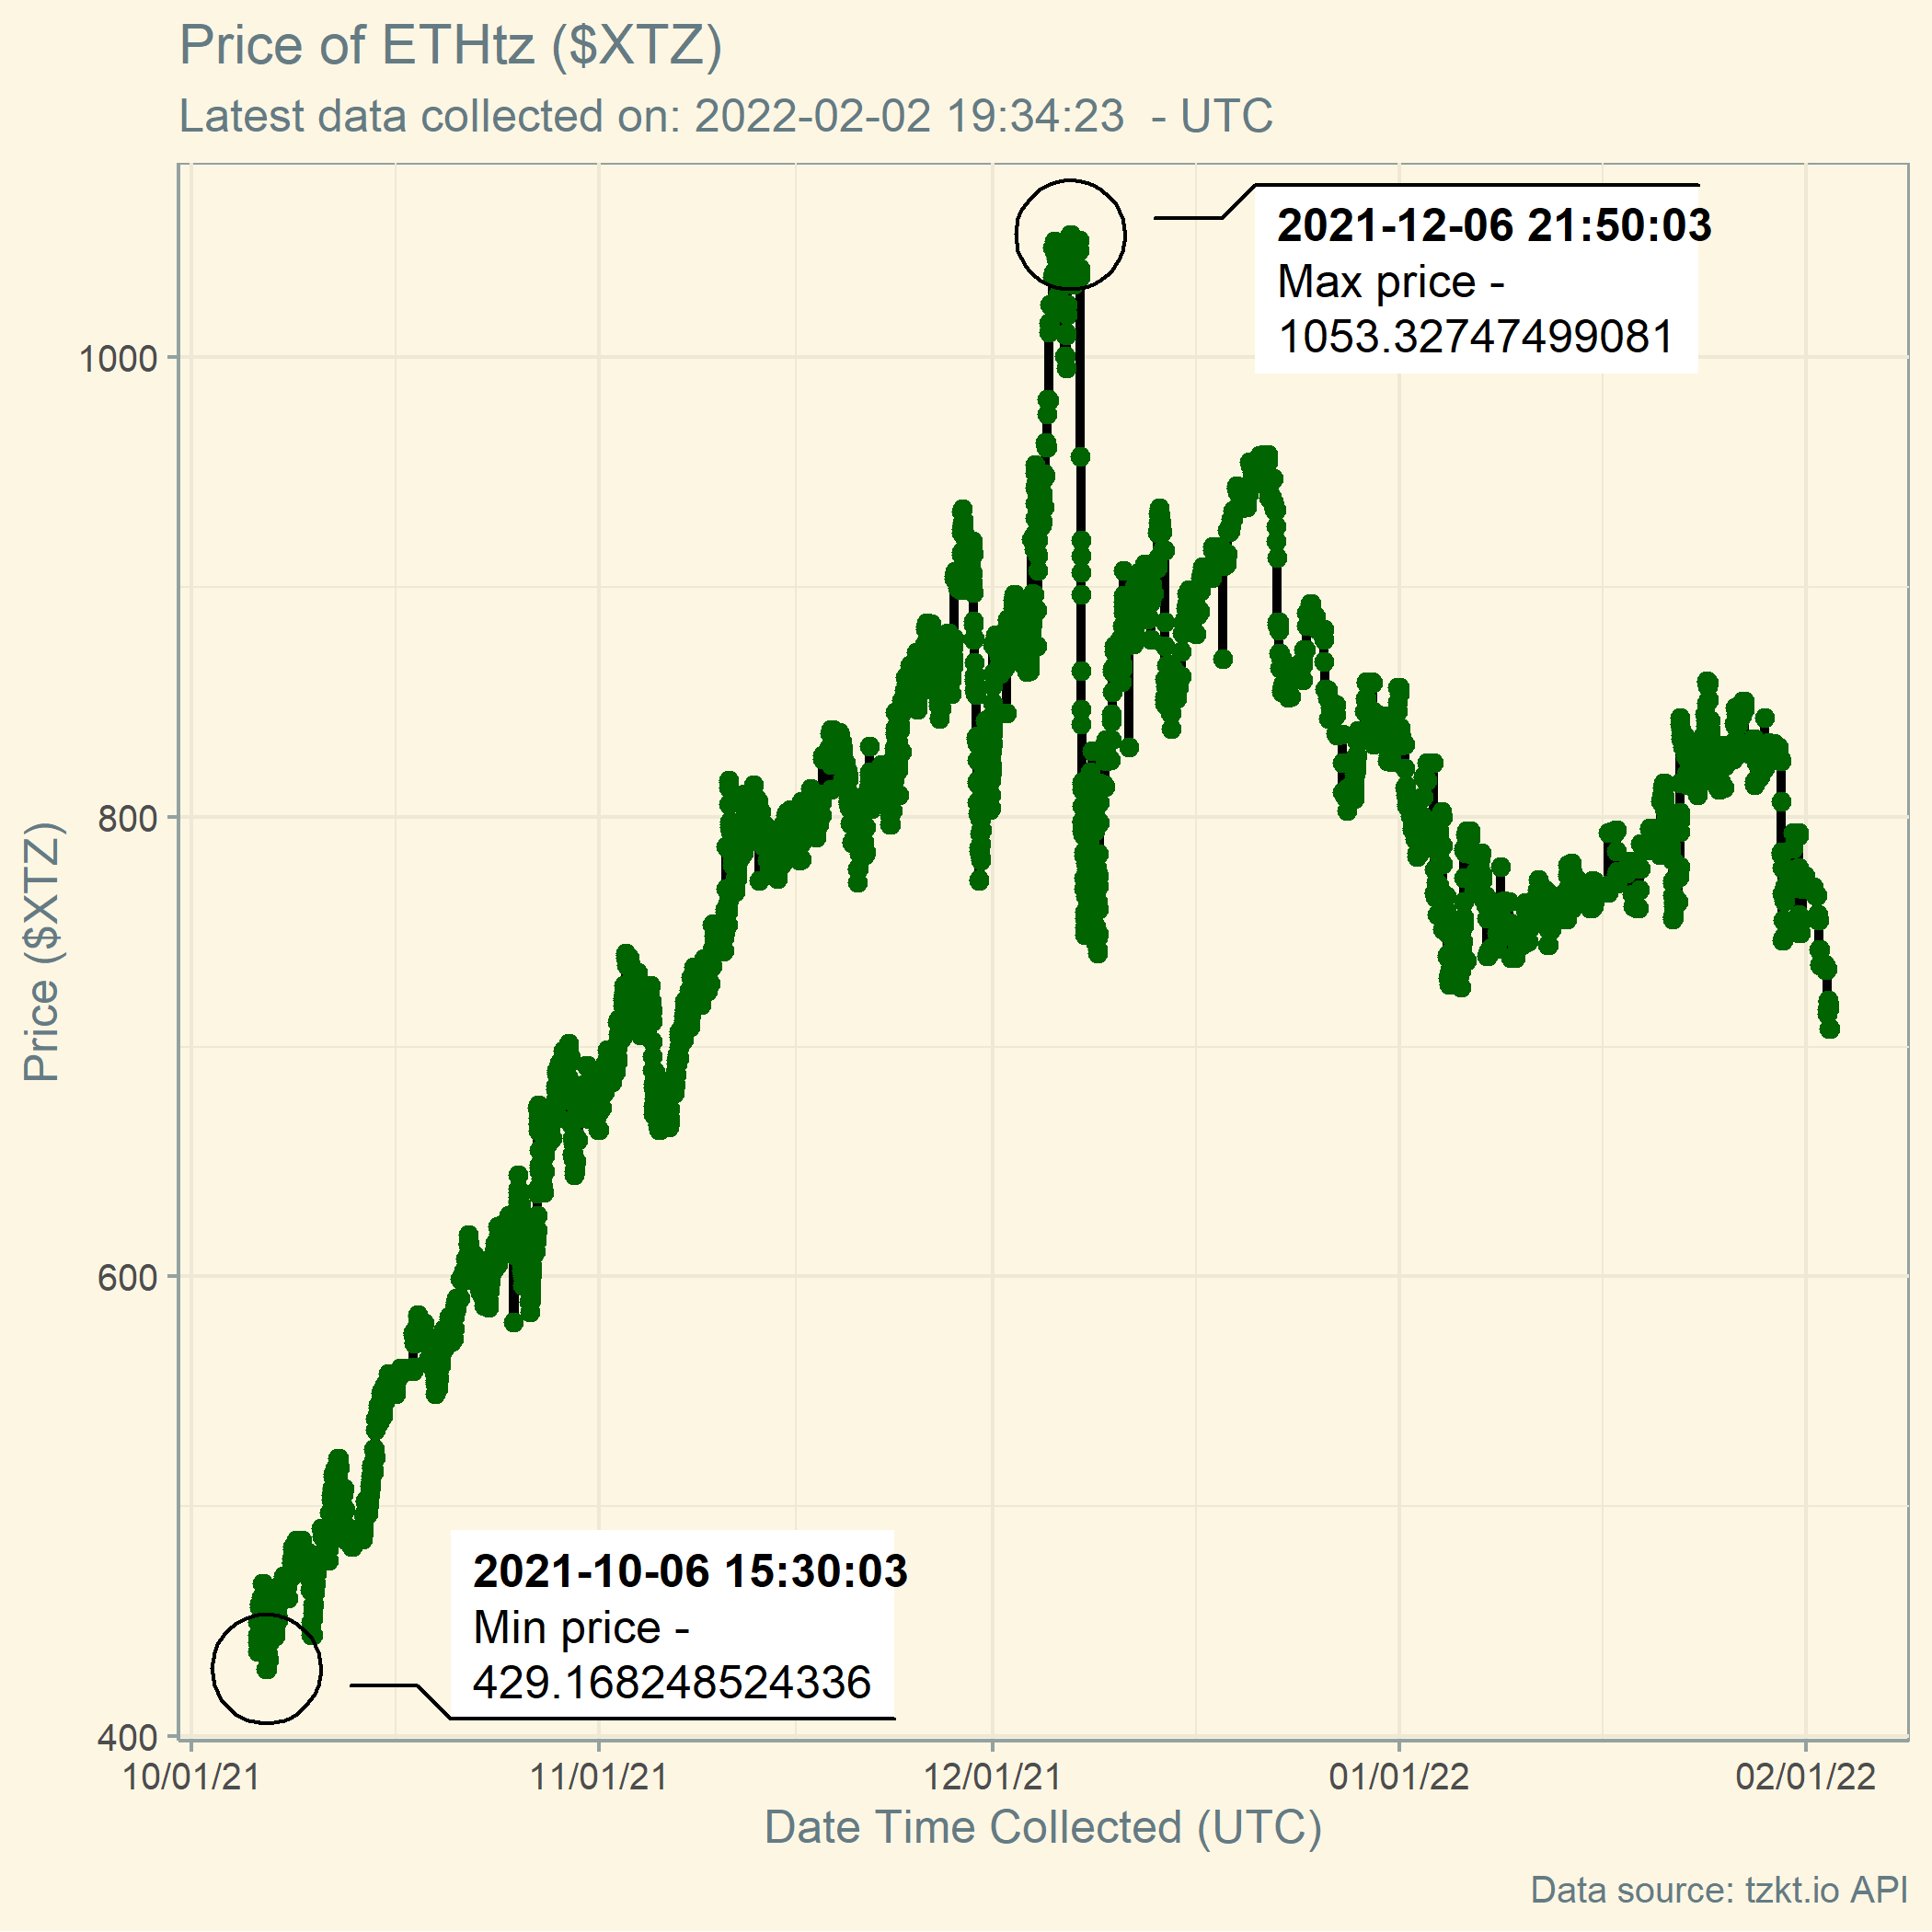 Price of ETHtz ($XTZ)
Latest data collected on: 2022-02-02 19:34:23  - UTC
2021-12-06 21:50:03
Max price -
1053.32747499081
1000
800
600
400
Price ($XTZ)
2021-10-06 15:30:03
Min price -
429.168248524336
10/01/21 11/01/21 12/01/21 01/01/22 02/01/22
Date Time Collected (UTC)
Data source: tzkt.io API